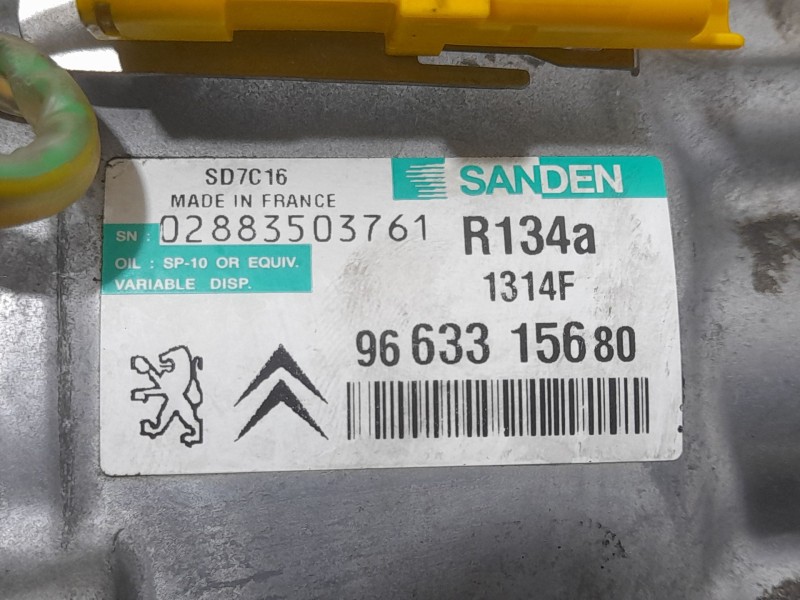 SD7C16
MADE IN FRANCE
SANDEN
SN : 02883503761
R134a
OIL : SP-10 OR EQUIV.
VARIABLE DISP.
1314F
96 633 156 80